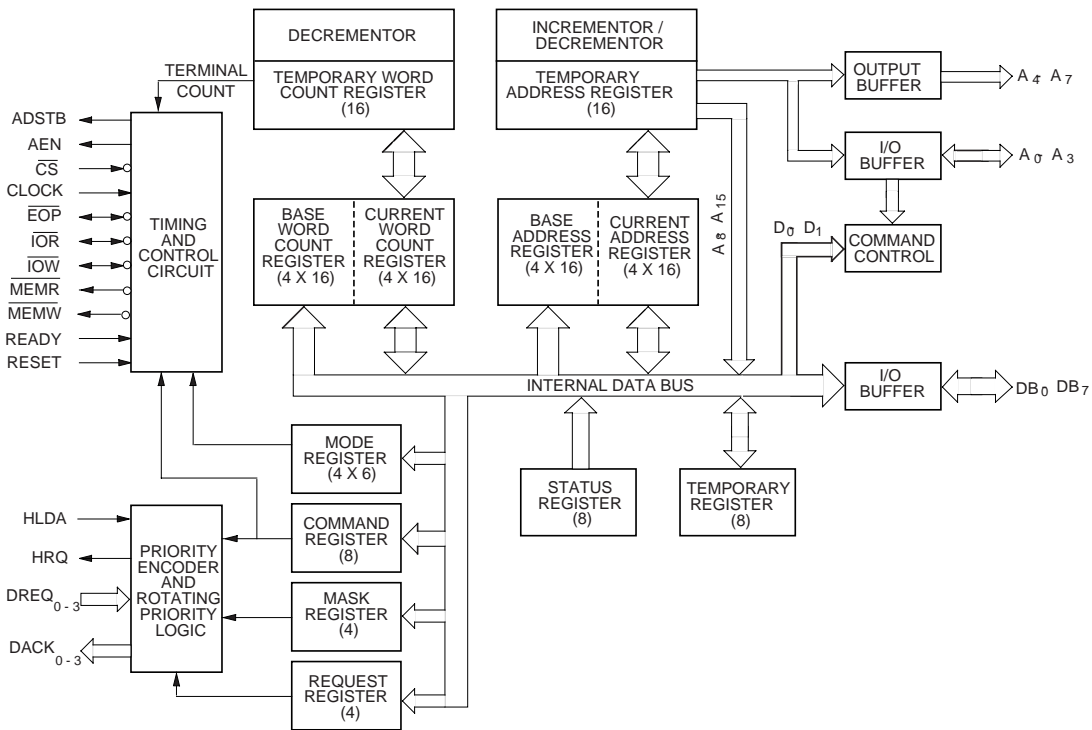 DECREMENTOR
TEMPORARY WORD
COUNT REGISTER
(16)
INCREMENTOR /
DECREMENTOR
TEMPORARY
ADDRESS REGISTER
(16)
TERMINAL
COUNT
OUTPUT
BUFFER
A4- A7
I/O
BUFFER
A0- A3
COMMAND
CONTROL
D0- D1
A8- A15
ADSTB
AEN
CS
CLOCK
EOP
IOR
IOW
MEMR
MEMW
READY
RESET
TIMING
AND
CONTROL
CIRCUIT
BASE
WORD
COUNT
REGISTER
(4 X 16)
CURRENT
WORD
COUNT
REGISTER
(4 X 16)
BASE
ADDRESS
REGISTER
(4 X 16)
CURRENT
ADDRESS
REGISTER
(4 X 16)
INTERNAL DATA BUS
I/O
BUFFER
DB0- DB7
MODE
REGISTER
(4 X 6)
COMMAND
REGISTER
(8)
MASK
REGISTER
(4)
REQUEST
REGISTER
(4)
STATUS
REGISTER
(8)
TEMPORARY
REGISTER
(8)
HLDA
HRQ
DREQ0 - 3
DACK0 - 3
PRIORITY
ENCODER
AND
ROTATING
PRIORITY
LOGIC